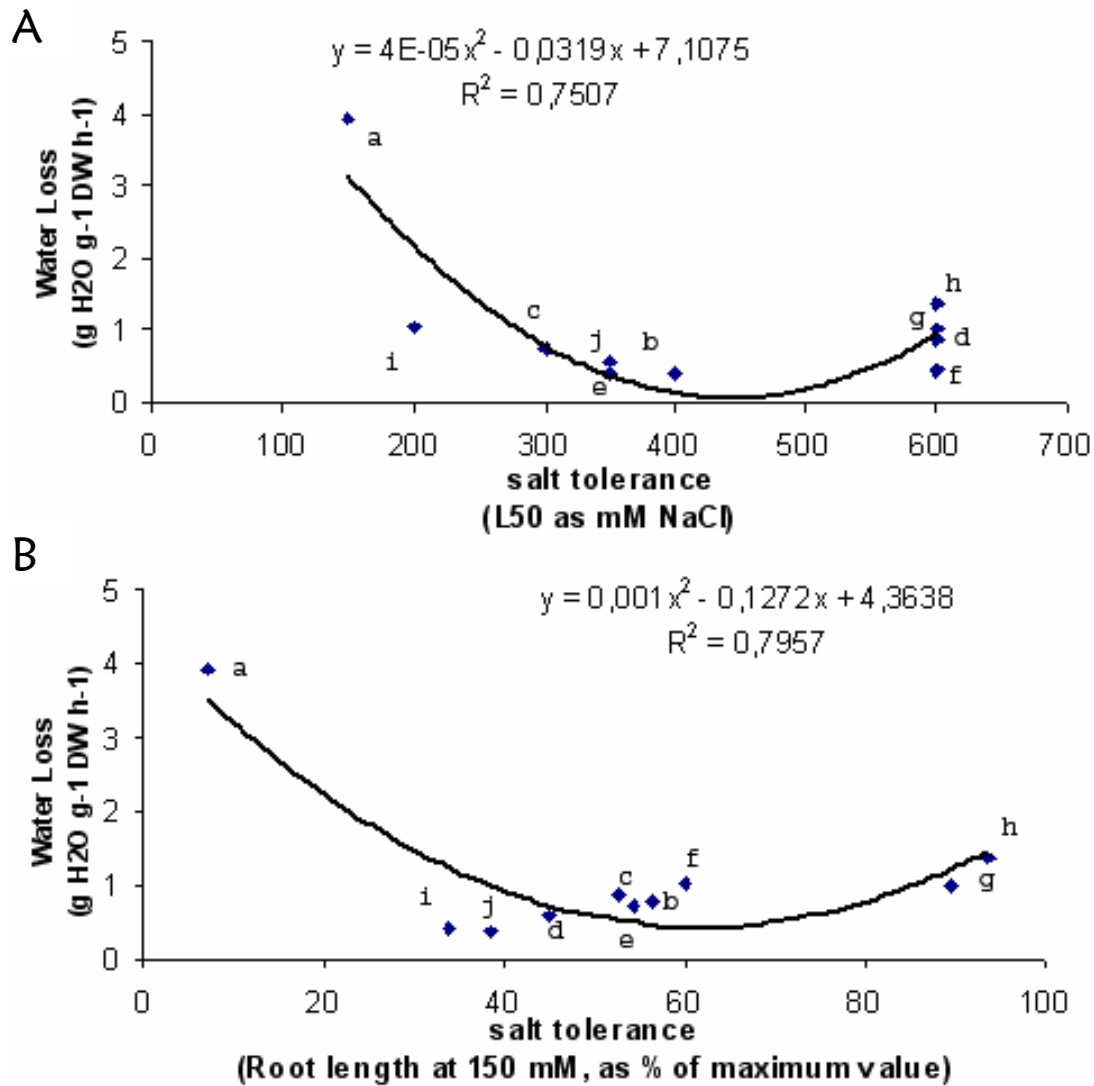 A
y = 4E-05x² - 0,0319x + 7,1075
R² = 0,7507
Water Loss
(g H2O g-1 DW h-1)
5
4
3
2
1
0
a
i
c
j
e
b
h
g
d
f
0 100 200 300 400 500 600 700
salt tolerance
(L50 as mM NaCl)
B
y = 0,001x² - 0,1272x + 4,3638
R² = 0,7957
Water Loss
(g H2O g-1 DW h-1)
5
4
3
2
1
0
a
i
j
d
c
e
b
f
h
g
0 20 40 60 80 100
salt tolerance
(Root length at 150 mM, as % of maximum value)